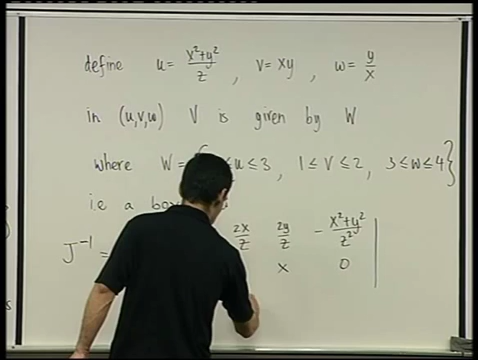 define u = x²+y²/z , v = xy , w = y/x
in (u,v,w) V is given by W
where W = { ≤ u ≤ 3 , 1 ≤ v ≤ 2 , 3 ≤ w ≤ 4 }
i.e a box
J⁻¹ = 2x/z 2y/z - x²+y²/z² |
x 0